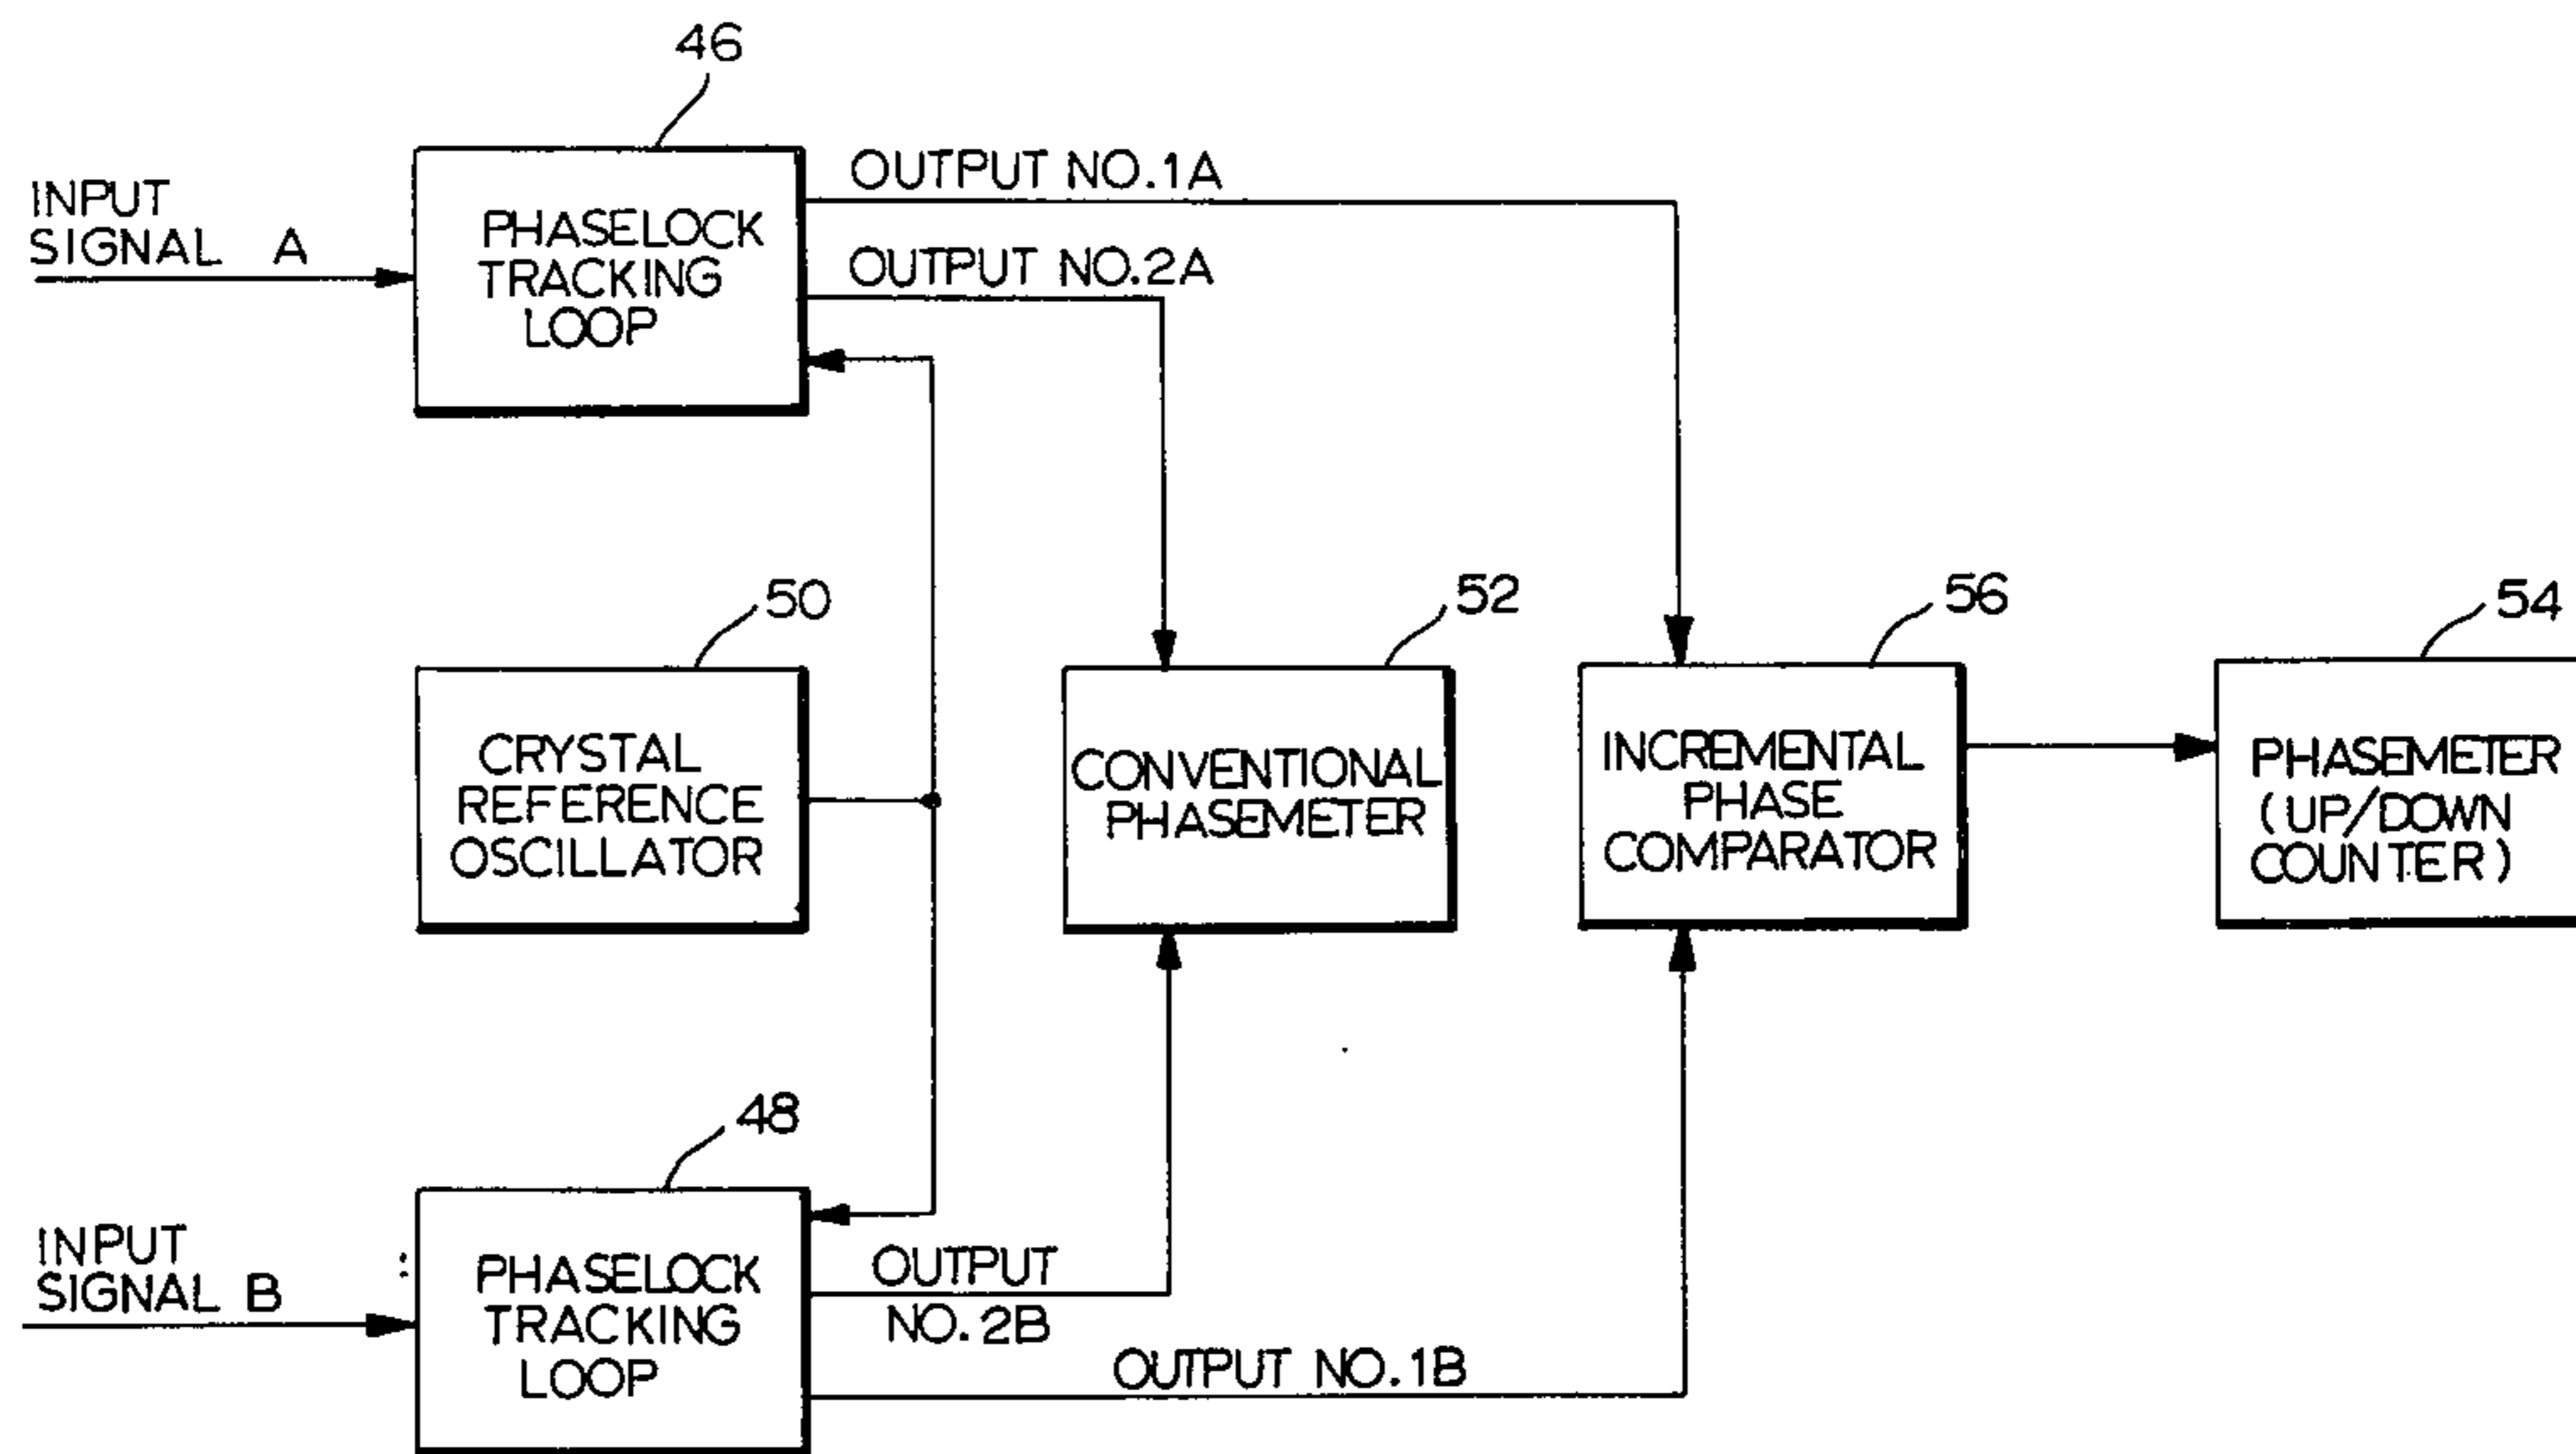 46
OUTPUT NO.1A
INPUT
SIGNAL A
PHASELOCK
TRACKING
LOOP
OUTPUT NO.2A
50
52
56
54
CRYSTAL
REFERENCE
OSCILLATOR
CONVENTIONAL
PHASEMETER
INCREMENTAL
PHASE
COMPARATOR
PHASEMETER
(UP/DOWN
COUNTER)
48
INPUT
SIGNAL B
PHASELOCK
TRACKING
LOOP
OUTPUT
NO. 2B
OUTPUT NO.1B